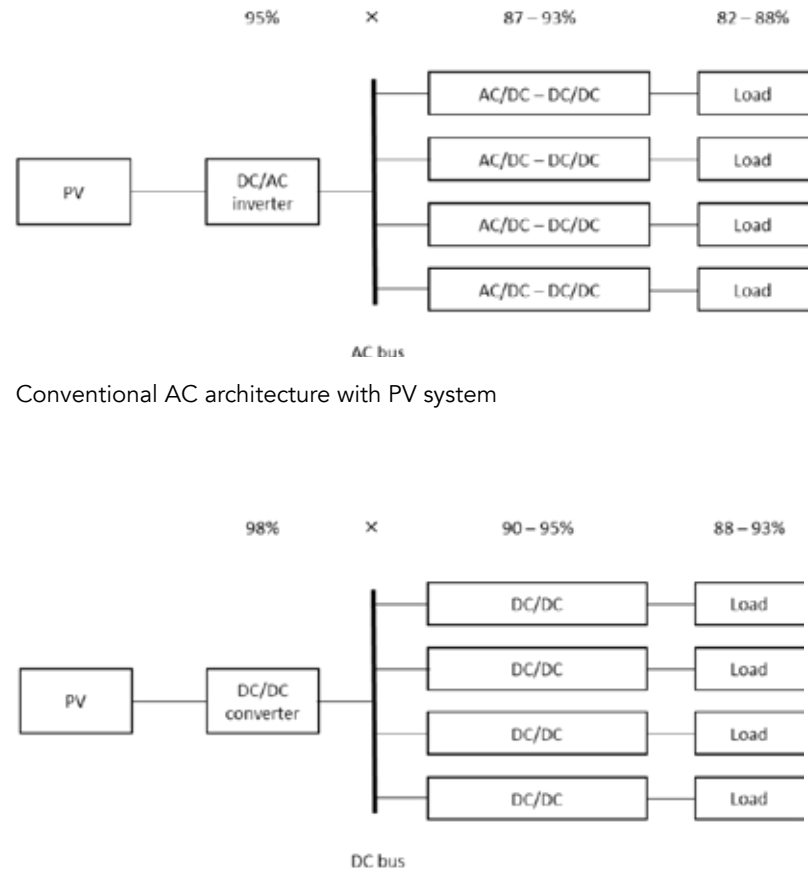 95% × 87 – 93% 82 – 88%
AC/DC – DC/DC Load
AC/DC – DC/DC Load
PV
DC/AC
inverter
AC/DC – DC/DC Load
AC/DC – DC/DC Load
AC bus
Conventional AC architecture with PV system
98% × 90 – 95% 88 – 93%
DC/DC Load
DC/DC Load
PV
DC/DC
converter
DC/DC Load
DC/DC Load
DC bus